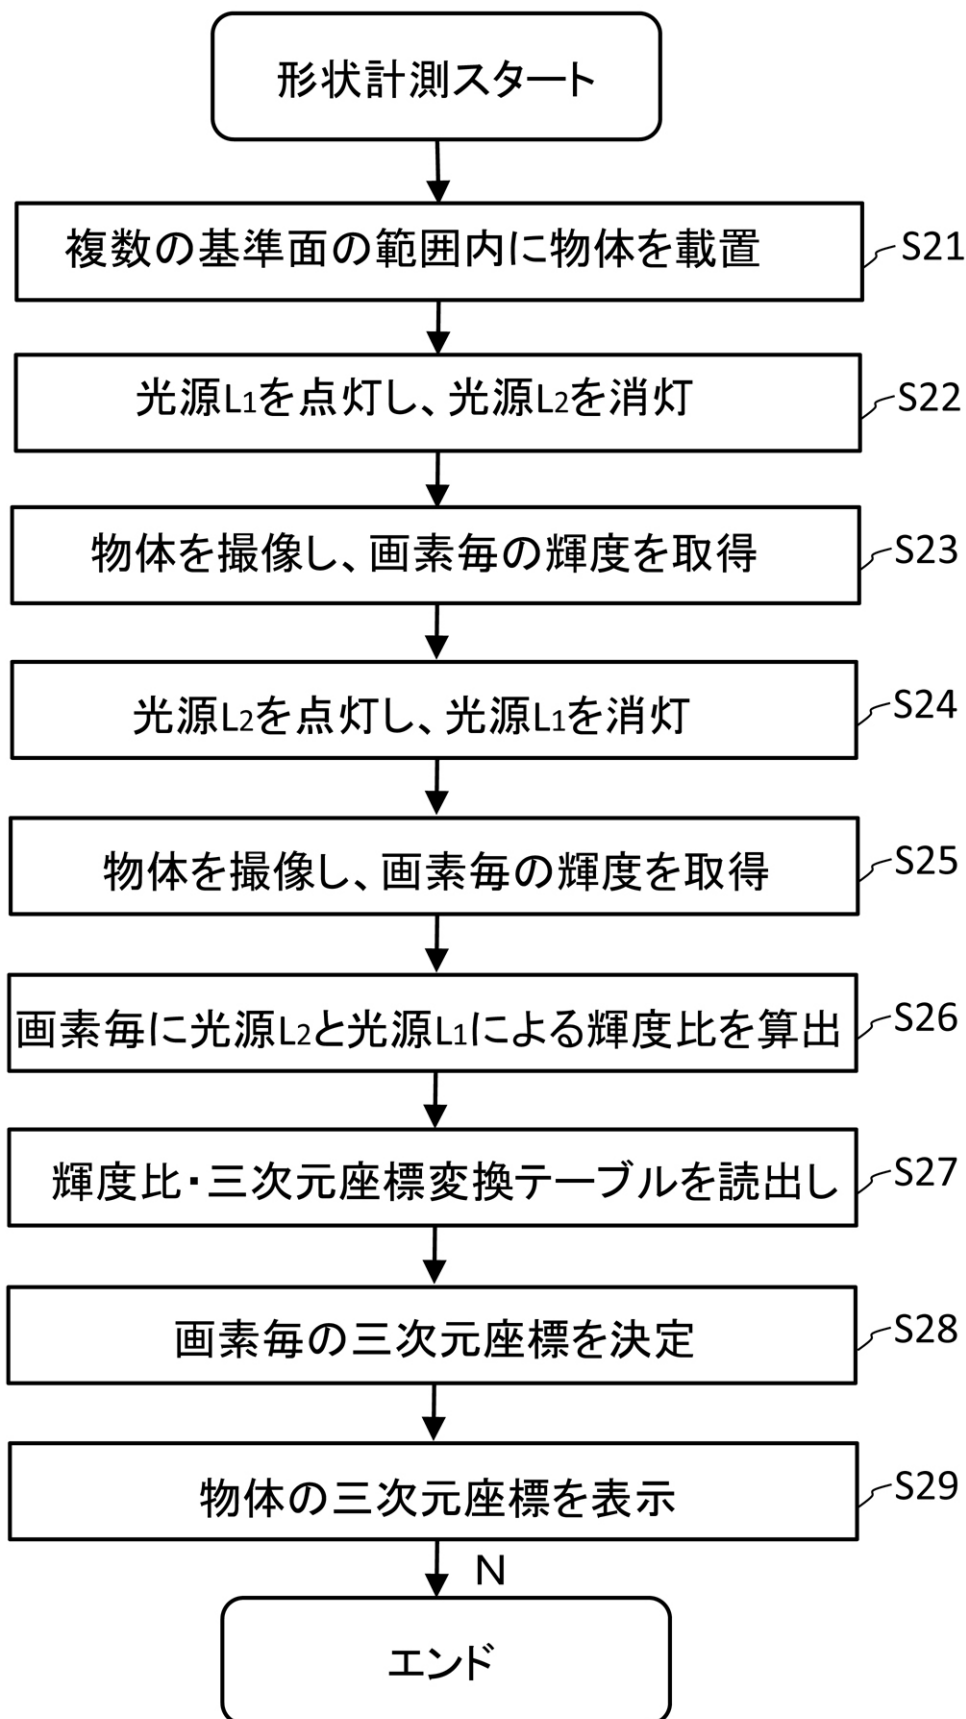 形状計測スタート
複数の基準面の範囲内に物体を載置
S21
光源L1を点灯し、光源L2を消灯
S22
物体を撮像し、画素毎の輝度を取得
S23
光源L2を点灯し、光源L1を消灯
S24
物体を撮像し、画素毎の輝度を取得
S25
画素毎に光源L2と光源L1による輝度比を算出
S26
輝度比・三次元座標変換テーブルを読出し
S27
画素毎の三次元座標を決定
S28
物体の三次元座標を表示
S29
N
エンド